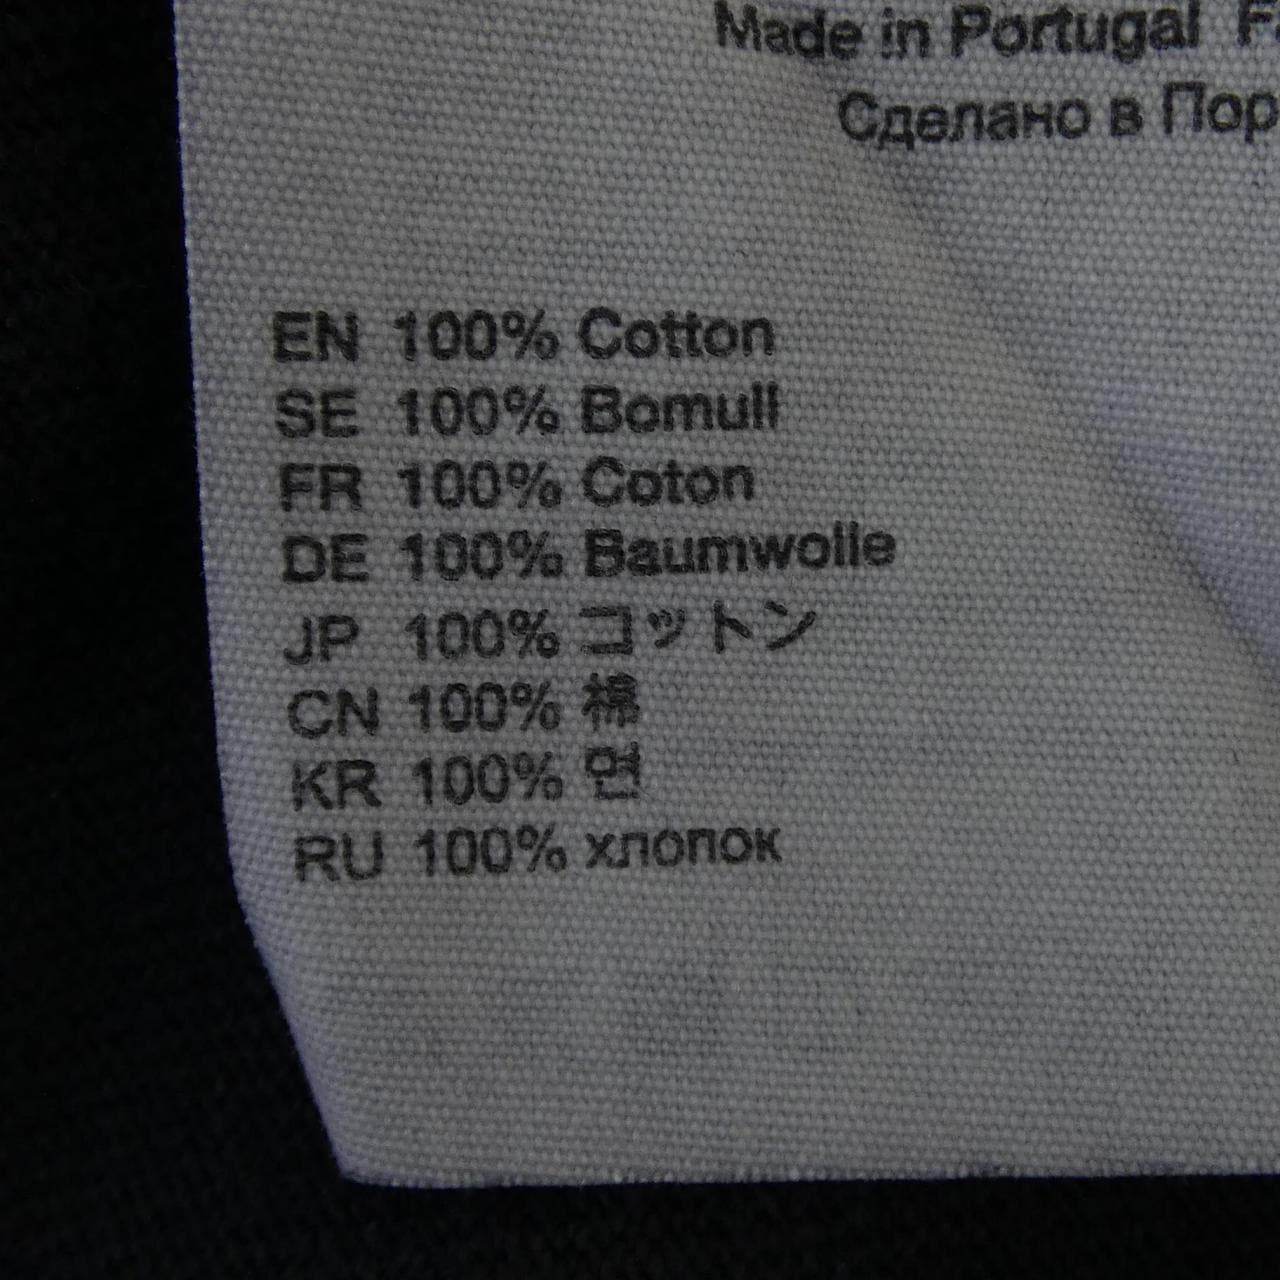 Made in Portugal
Сделано в
EN 100% Cotton
SE 100% Bomull
FR 100% Coton
DE 100% Baumwolle
JP 100% コットン
CN 100% 棉
KR 100% 면
RU 100% хлопок